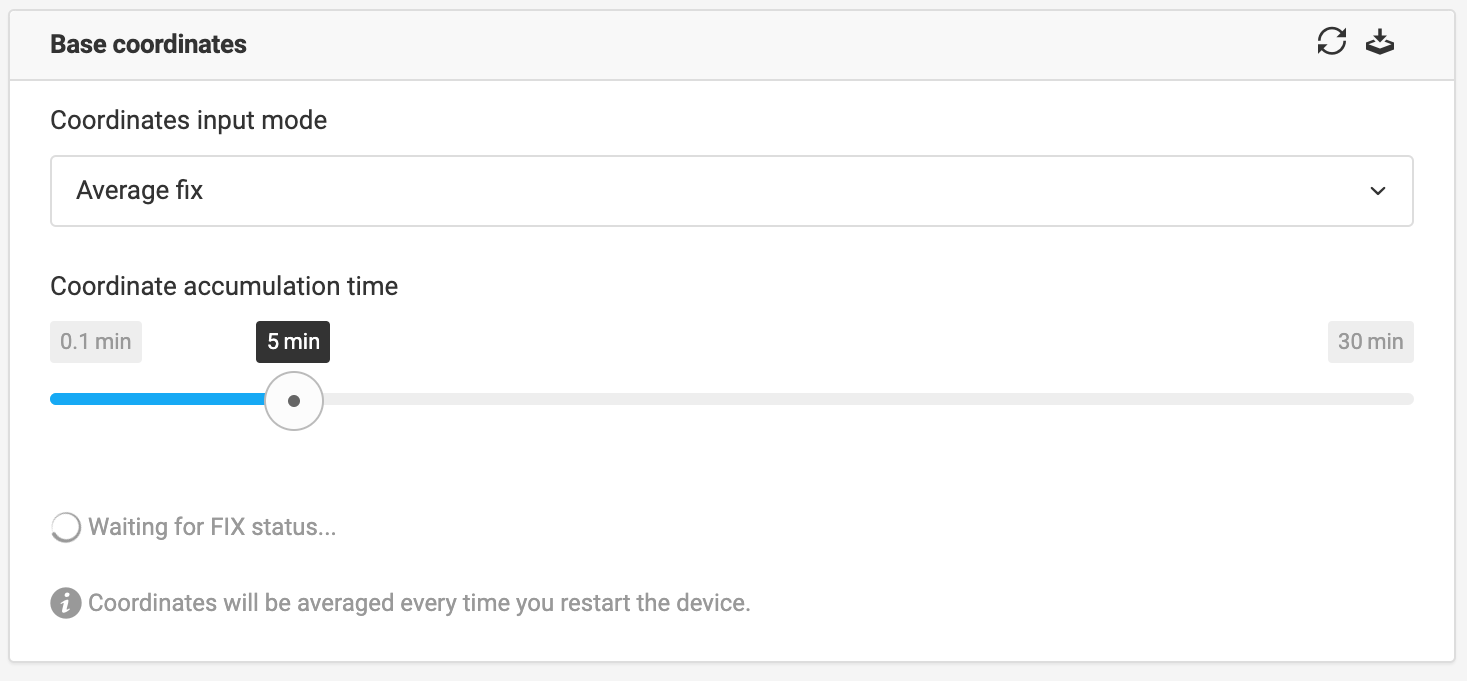 Base coordinates
Coordinates input mode
Average fix
Coordinate accumulation time
0.1 min 5 min 30 min
Waiting for FIX status...
Coordinates will be averaged every time you restart the device.